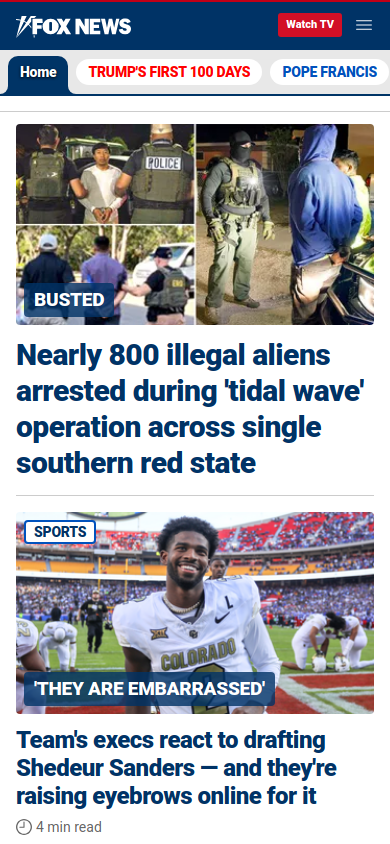 FOX NEWS
Watch TV
Home
TRUMP'S FIRST 100 DAYS
POPE FRANCIS
POLICE
BUSTED
Nearly 800 illegal aliens
arrested during 'tidal wave'
operation across single
southern red state
SPORTS
L
XII
COLORADO
2
'THEY ARE EMBARRASSED'
Team's execs react to drafting
Shedeur Sanders — and they're
raising eyebrows online for it
4 min read